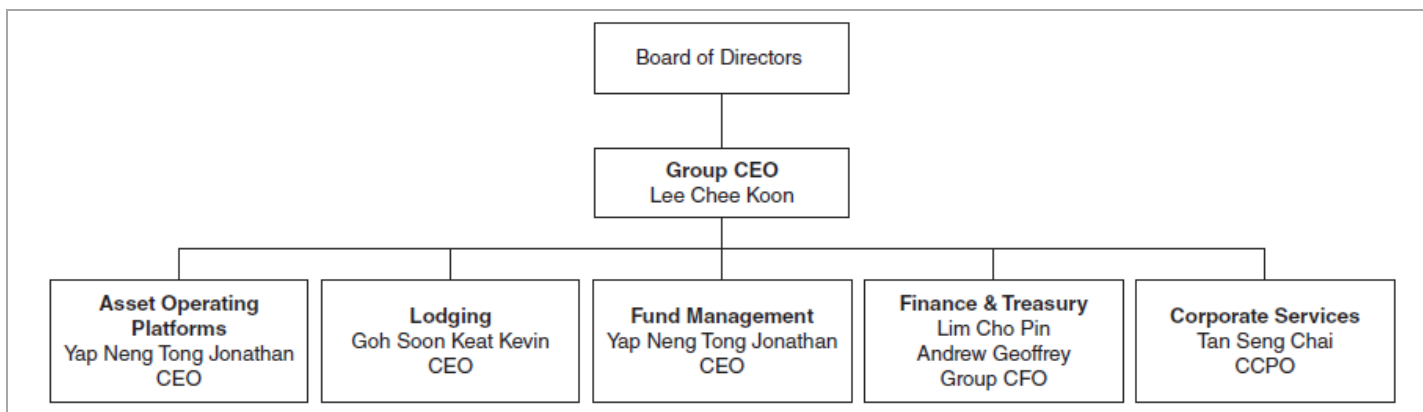 Board of Directors
Group CEO
Lee Chee Koon
Asset Operating
Platforms
Yap Neng Tong Jonathan
CEO
Lodging
Goh Soon Keat Kevin
CEO
Fund Management
Yap Neng Tong Jonathan
CEO
Finance & Treasury
Lim Cho Pin
Andrew Geoffrey
Group CFO
Corporate Services
Tan Seng Chai
CCPO